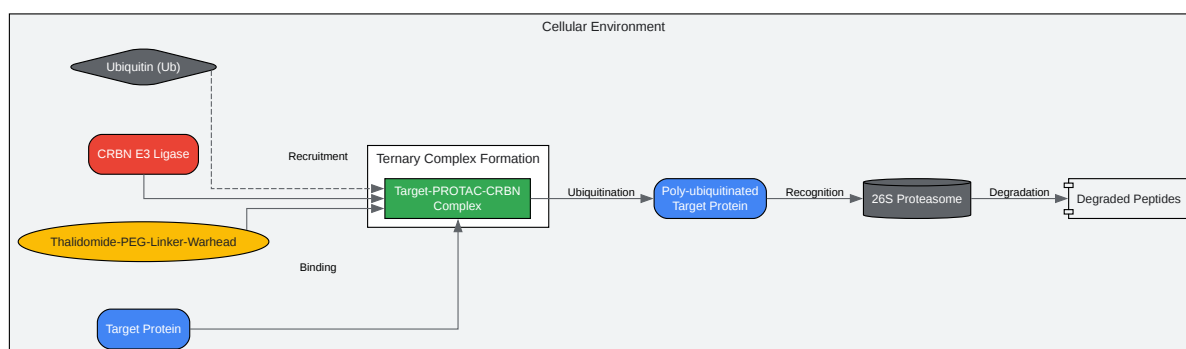 Cellular Environment
Ubiquitin (Ub)
CRBN E3 Ligase
Recruitment
Ternary Complex Formation
Target-PROTAC-CRBN
Complex
Ubiquitination
Poly-ubiquitinated
Target Protein
Recognition
26S Proteasome
Degradation
Degraded Peptides
Thalidomide-PEG-Linker-Warhead
Binding
Target Protein